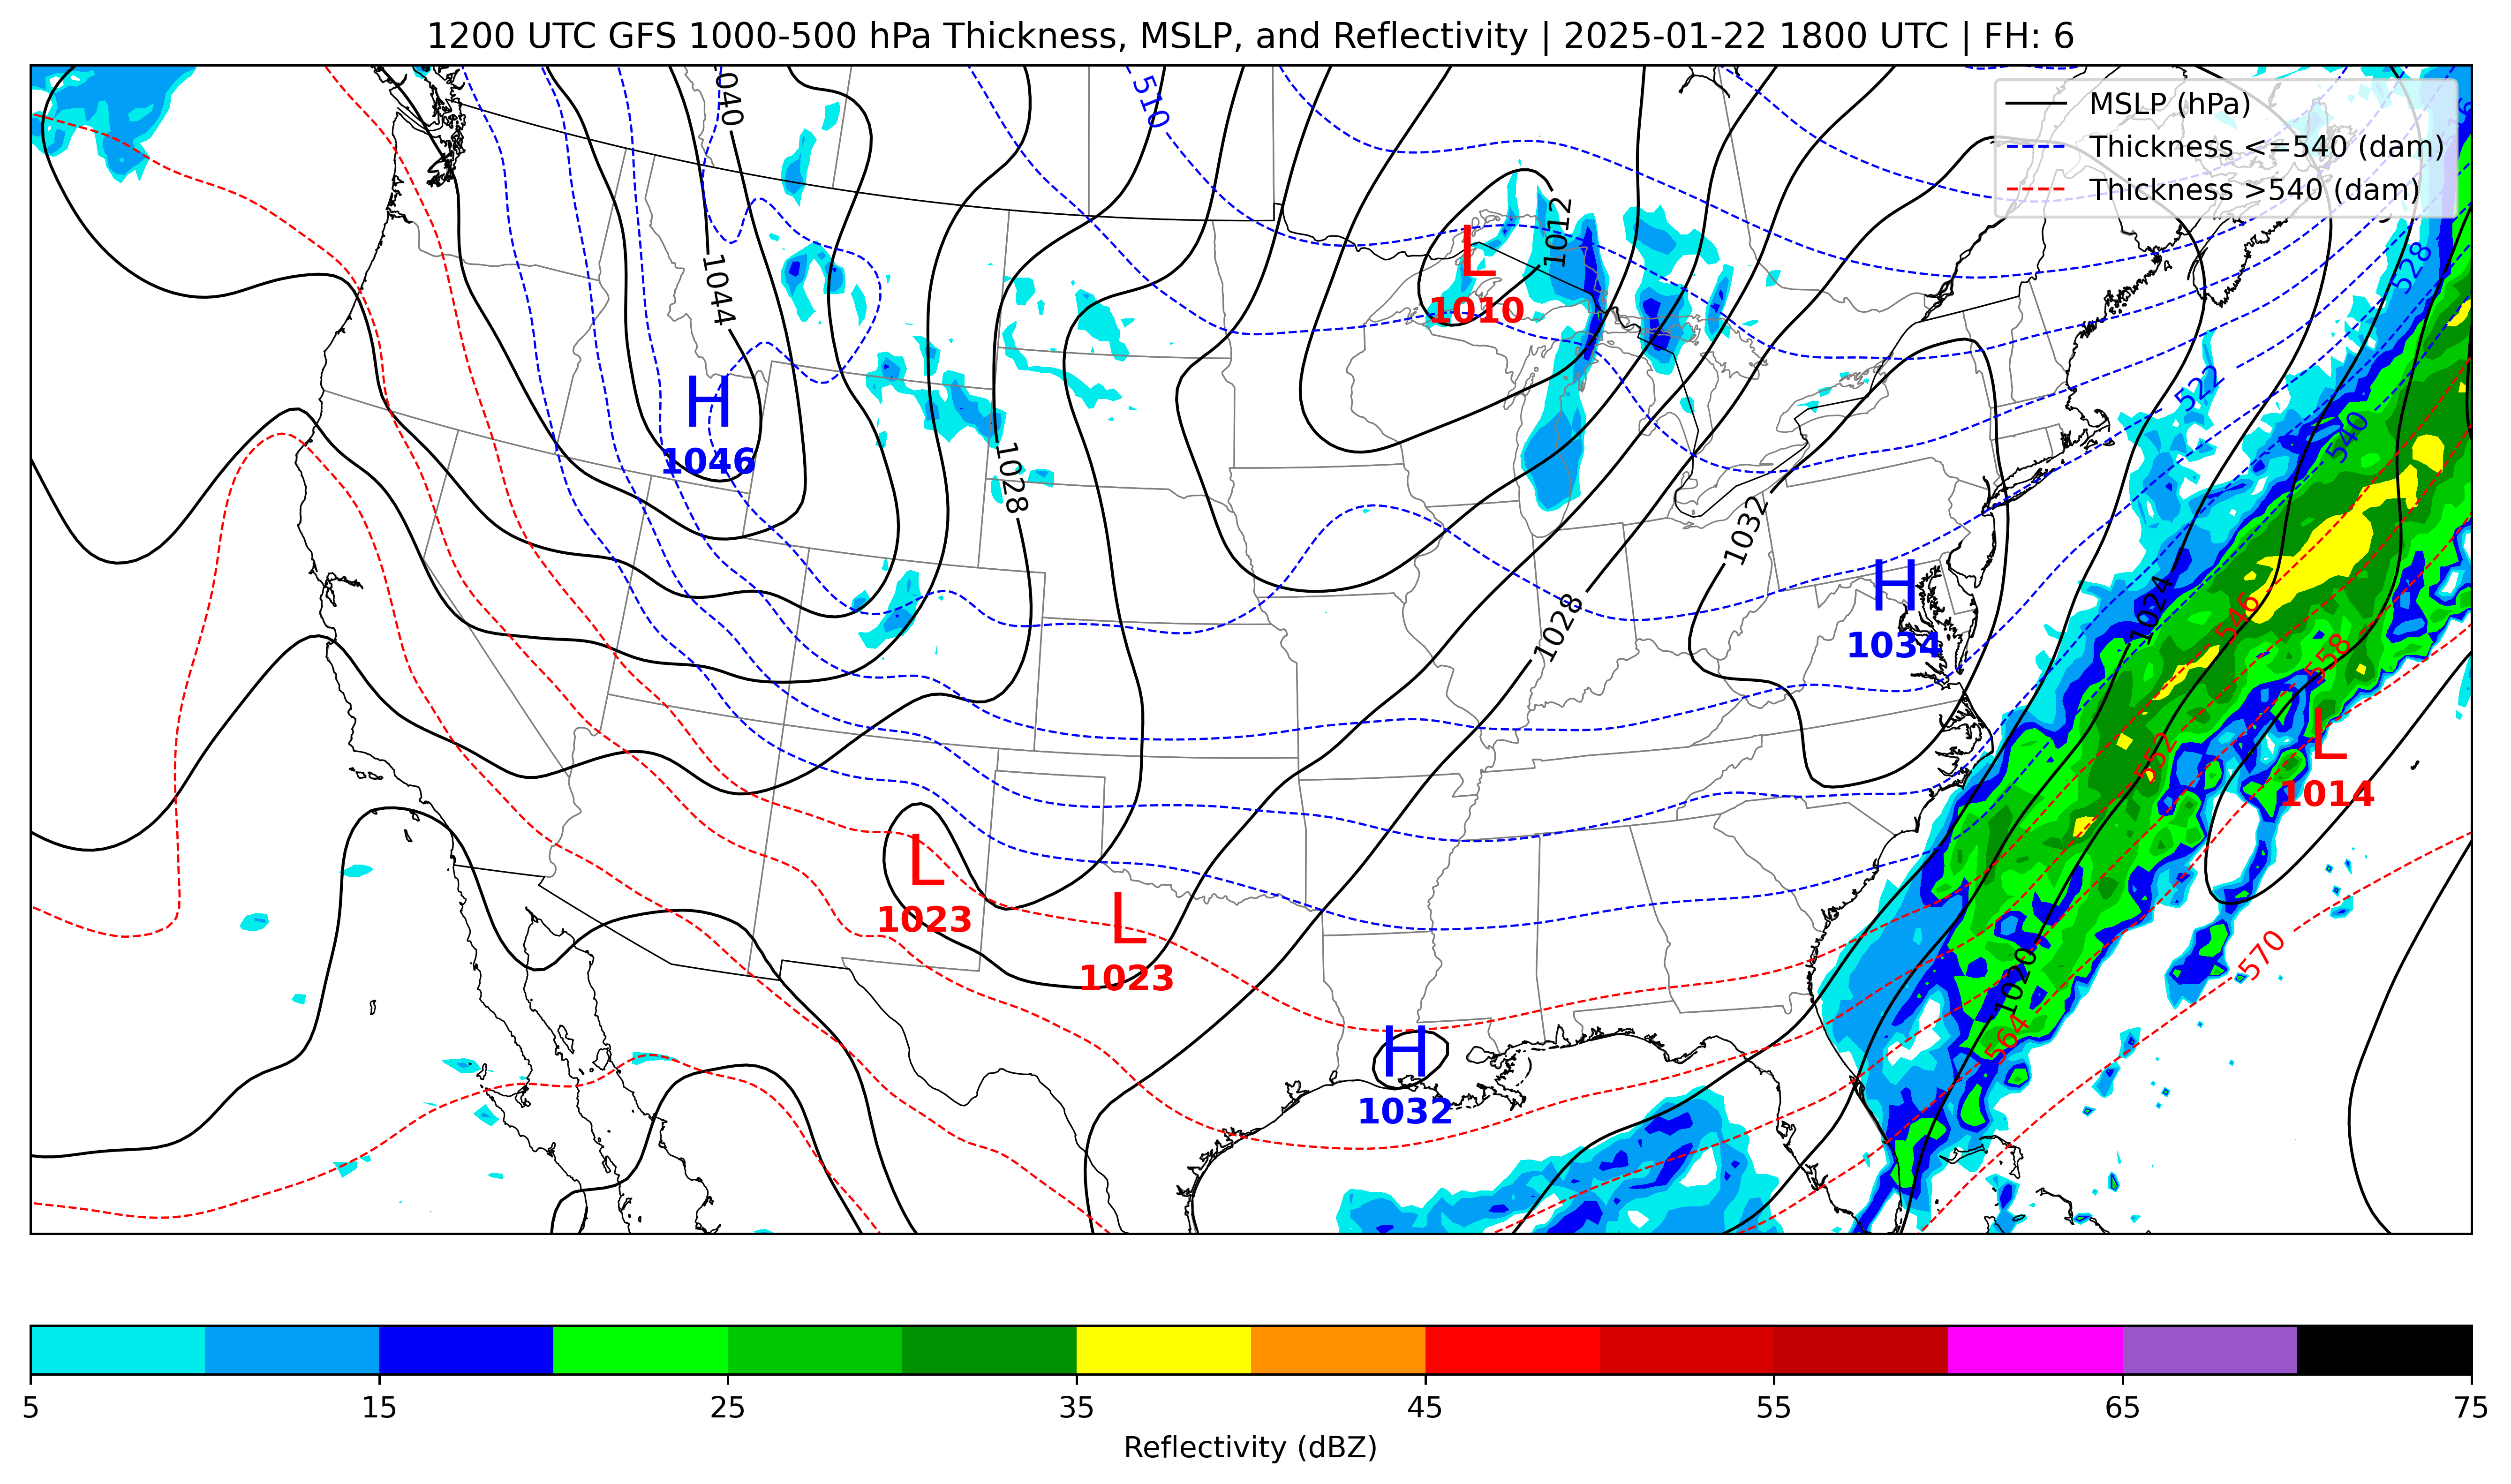 1200 UTC GFS 1000-500 hPa Thickness, MSLP, and Reflectivity | 2025-01-22 1800 UTC | FH: 6
MSLP (hPa)
Thickness <=540 (dam)
Thickness >540 (dam)
040
510
1012
L
1010
528
1044
522
H
1046
540
1028
1032
H
1034
1024
546
1028
558
L
1014
552
L
1023
L
1023
570
1020
564
H
1032
5
15
25
35
45
55
65
75
Reflectivity (dBZ)